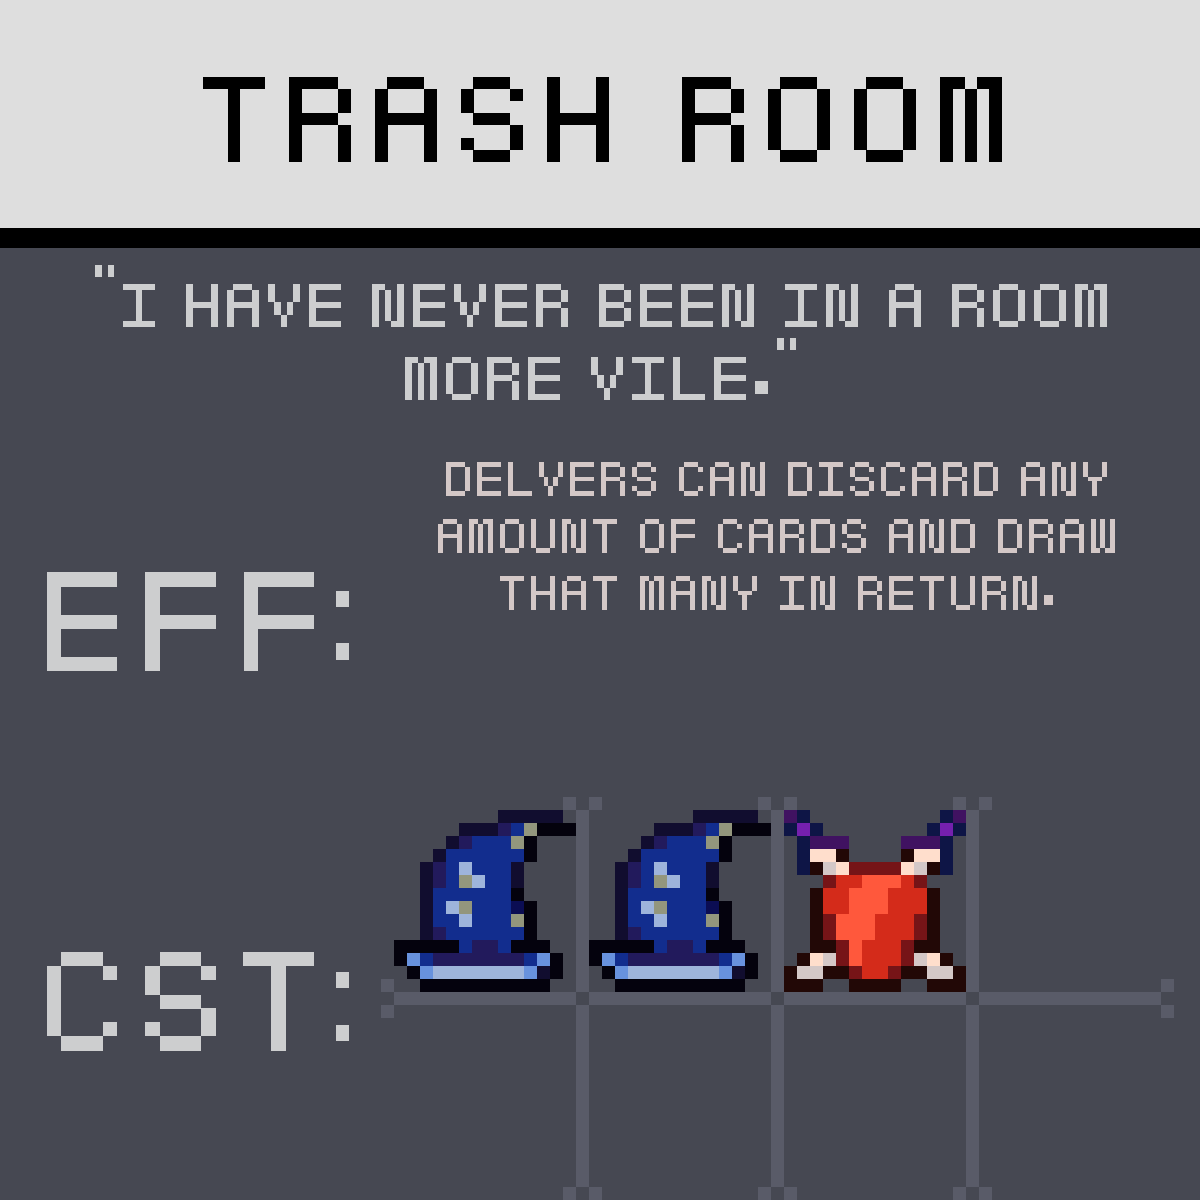 TRASH ROOM
"I HAVE NEVER BEEN IN A ROOM
MORE VILE."
DELVERS CAN DISCARD ANY
AMOUNT OF CARDS AND DRAW
THAT MANY IN RETURN.
EFF:
CST: